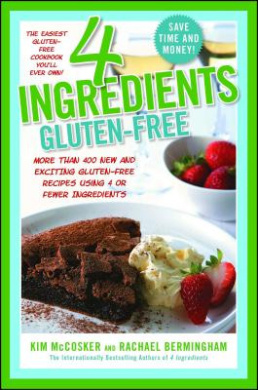 THE EASIEST
GLUTEN-
FREE
COOKBOOK
YOU'LL
EVER OWN!
SAVE
TIME AND
MONEY!
4
INGREDIENTS
GLUTEN-FREE
MORE THAN 400 NEW AND
EXCITING GLUTEN-FREE
RECIPES USING 4 OR
FEWER INGREDIENTS
KIM McCOSKER AND RACHAEL BERMINGHAM
The Internationally Bestselling Authors of 4 Ingredients